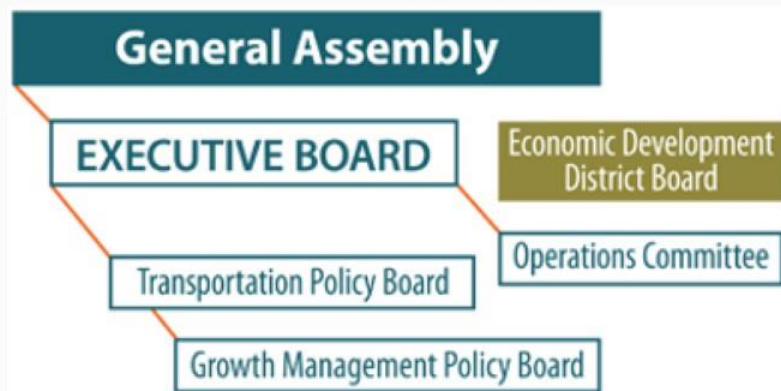 General Assembly
EXECUTIVE BOARD
Economic Development
District Board
Operations Committee
Transportation Policy Board
Growth Management Policy Board